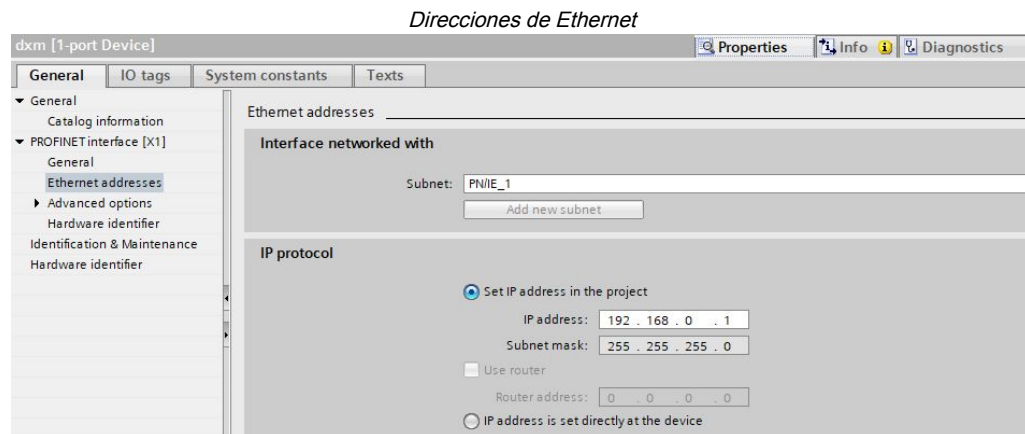 Direcciones de Ethernet
dxm [1-port Device]
Properties
Info
Diagnostics
General
IO tags
System constants
Texts
General
Catalog information
PROFINET interface [X1]
General
Ethernet addresses
Advanced options
Hardware identifier
Identification & Maintenance
Hardware identifier
Ethernet addresses
Interface networked with
Subnet: PN/IE_1
Add new subnet
IP protocol
Set IP address in the project
IP address: 192 . 168 . 0 . 1
Subnet mask: 255 . 255 . 255 . 0
Use router
Router address: 0 . 0 . 0 . 0
IP address is set directly at the device